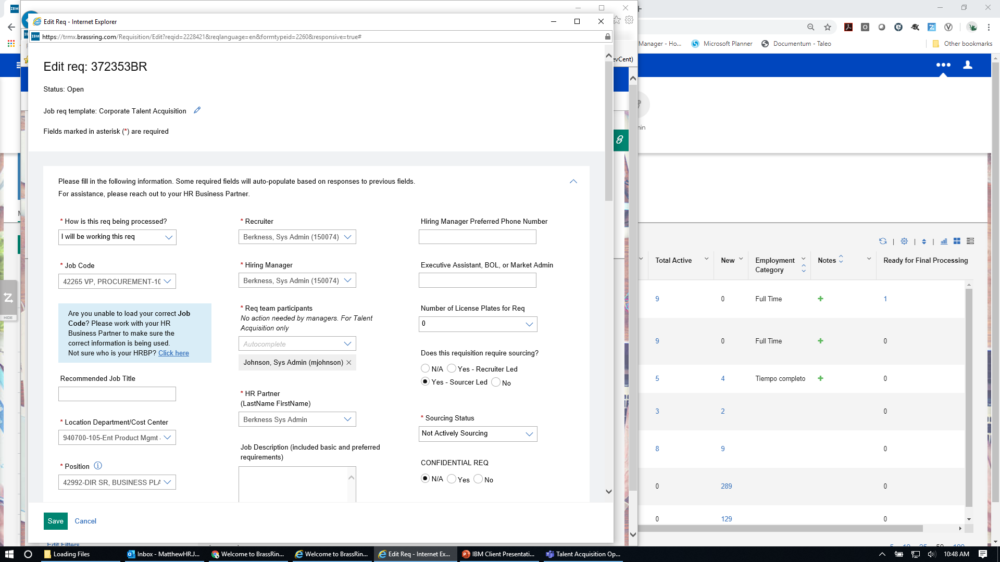 IBM
Edit Req - Internet Explorer
IBM https://trmx.brassring.com/Requisition/Edit?reqid=2228421&reqlanguage=en&formtypeid=2260&responsive=true#
Manager - Ho...
Microsoft Planner
Documentum - Taleo
Other bookmarks
evCent)
Edit req: 372353BR
Status: Open
Job req template: Corporate Talent Acquisition
Fields marked in asterisk (*) are required
Please fill in the following information. Some required fields will auto-populate based on responses to previous fields.
For assistance, please reach out to your HR Business Partner.
* How is this req being processed?
I will be working this req
* Job Code
42265 VP, PROCUREMENT-10
Are you unable to load your correct Job
Code? Please work with your HR
Business Partner to make sure the
correct information is being used.
Not sure who is your HRBP? Click here
Recommended Job Title
* Location Department/Cost Center
940700-105-Ent Product Mgmt
* Position
42992-DIR SR, BUSINESS PLA
* Recruiter
Berkness, Sys Admin (150074)
* Hiring Manager
Berkness, Sys Admin (150074)
* Req team participants
No action needed by managers. For Talent
Acquisition only
Autocomplete
Johnson, Sys Admin (mjohnson)
* HR Partner
(LastName FirstName)
Berkness Sys Admin
Job Description (included basic and preferred
requirements)
Hiring Manager Preferred Phone Number
Executive Assistant, BOL, or Market Admin
Number of License Plates for Req
0
Does this requisition require sourcing?
N/A Yes - Recruiter Led
Yes - Sourcer Led No
* Sourcing Status
Not Actively Sourcing
CONFIDENTIAL REQ
N/A Yes No
Save Cancel
HIDE
Total Active New Employment Category Notes Ready for Final Processing
9 0 Full Time + 1
9 0 Full Time + 0
5 4 Tiempo completo + 0
3 2 0
8 9 0
0 289 0
0 129 0
Edit Filters
5 10 25 50 100
Loading Files
Inbox - MatthewHR.J...
Welcome to BrassRin...
Welcome to BrassRin...
Edit Req - Internet Ex...
IBM Client Presentati...
Talent Acquisition Op...
10:48 AM